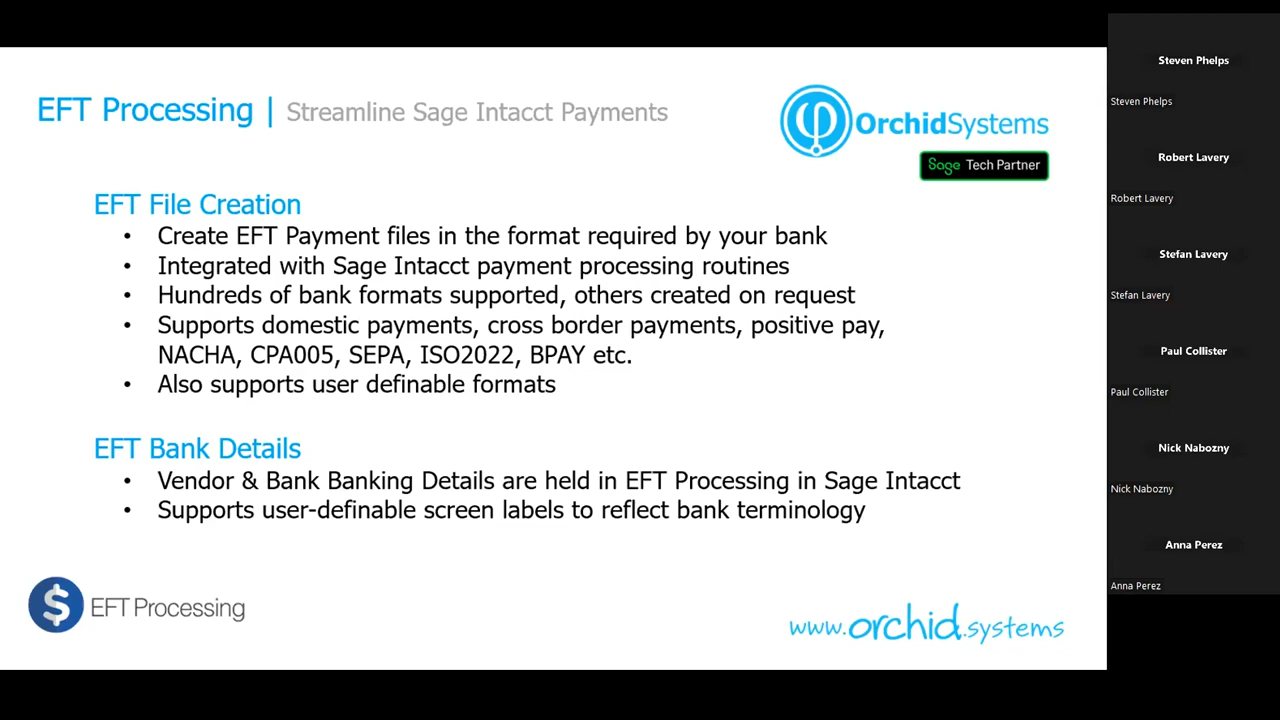 EFT Processing | Streamline Sage Intacct Payments
OrchidSystems
Sage Tech Partner
EFT File Creation
• Create EFT Payment files in the format required by your bank
• Integrated with Sage Intacct payment processing routines
• Hundreds of bank formats supported, others created on request
• Supports domestic payments, cross border payments, positive pay,
NACHA, CPA005, SEPA, ISO2022, BPAY etc.
• Also supports user definable formats
EFT Bank Details
• Vendor & Bank Banking Details are held in EFT Processing in Sage Intacct
• Supports user-definable screen labels to reflect bank terminology
$ EFT Processing
www.orchid.systems
Steven Phelps
Steven Phelps
Robert Lavery
Robert Lavery
Stefan Lavery
Stefan Lavery
Paul Collister
Paul Collister
Nick Nabozny
Nick Nabozny
Anna Perez
Anna Perez